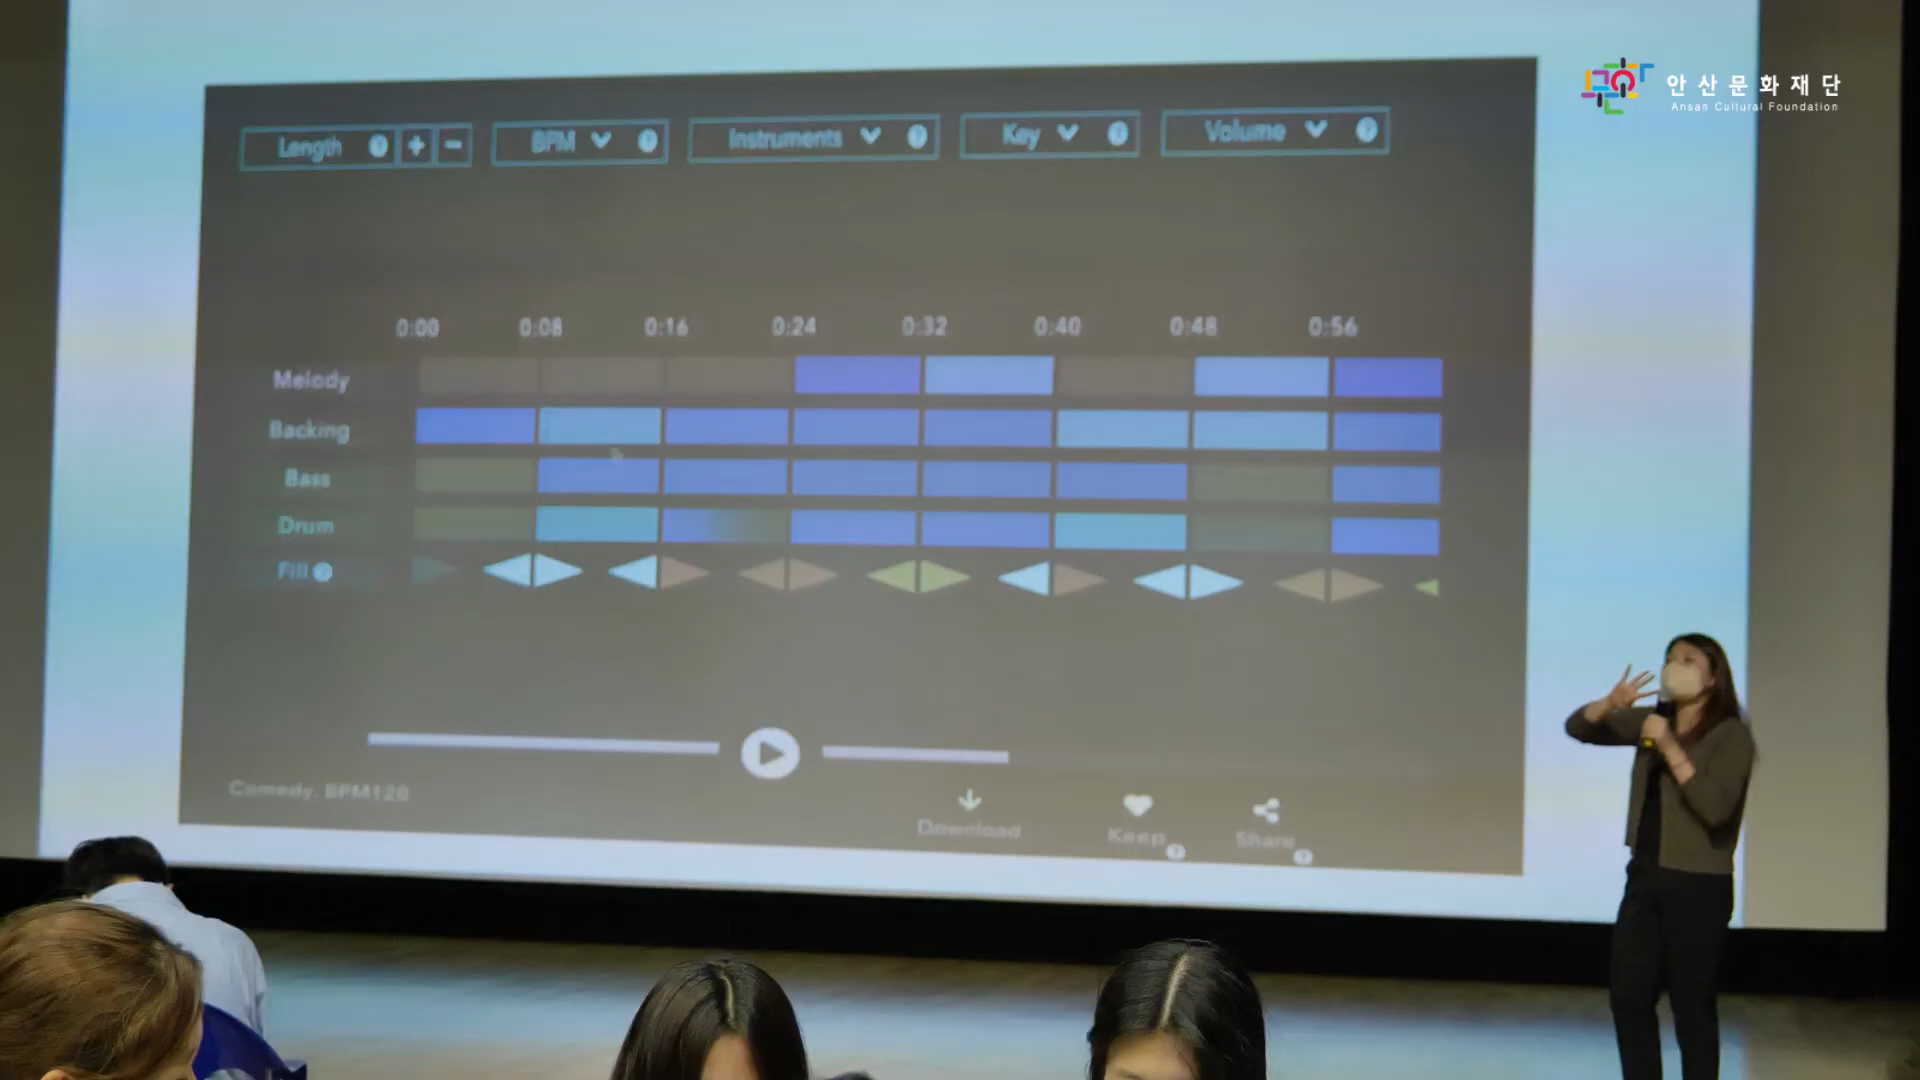 안산문화재단
Ansan Cultural Foundation
Length ? + -
BPM ?
Instruments ?
Key ?
Volume ?
0:00 0:08 0:16 0:24 0:32 0:40 0:48 0:56
Melody
Backing
Bass
Drum
Fill ?
Comedy, BPM120
Download
Keep ?
Share ?